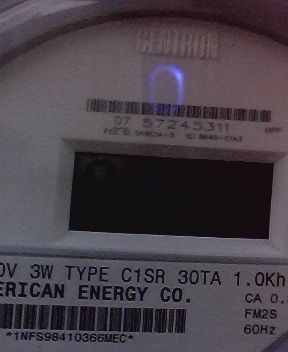 CENTRON
07 57245311
0V 3W TYPE C1SR 30TA 1.0Kh
ERICAN ENERGY CO.
CA 0.
FM2S
60Hz
*1NFS98410366MEC*